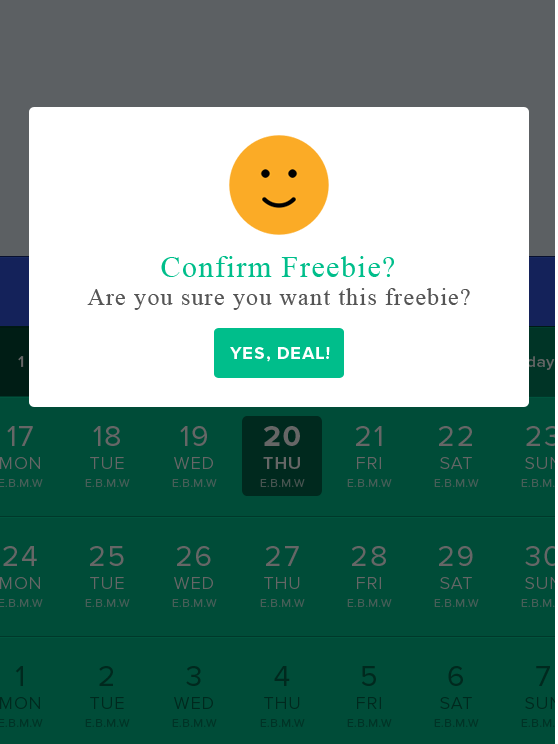 Confirm Freebie?
Are you sure you want this freebie?
YES, DEAL!
1 day
17 18 19 20 21 22 23
MON TUE WED THU FRI SAT SUN
E.B.M.W E.B.M.W E.B.M.W E.B.M.W E.B.M.W E.B.M.W E.B.M.
24 25 26 27 28 29 30
MON TUE WED THU FRI SAT SUN
E.B.M.W E.B.M.W E.B.M.W E.B.M.W E.B.M.W E.B.M.W E.B.M.
1 2 3 4 5 6 7
MON TUE WED THU FRI SAT SUN
E.B.M.W E.B.M.W E.B.M.W E.B.M.W E.B.M.W E.B.M.W E.B.M.